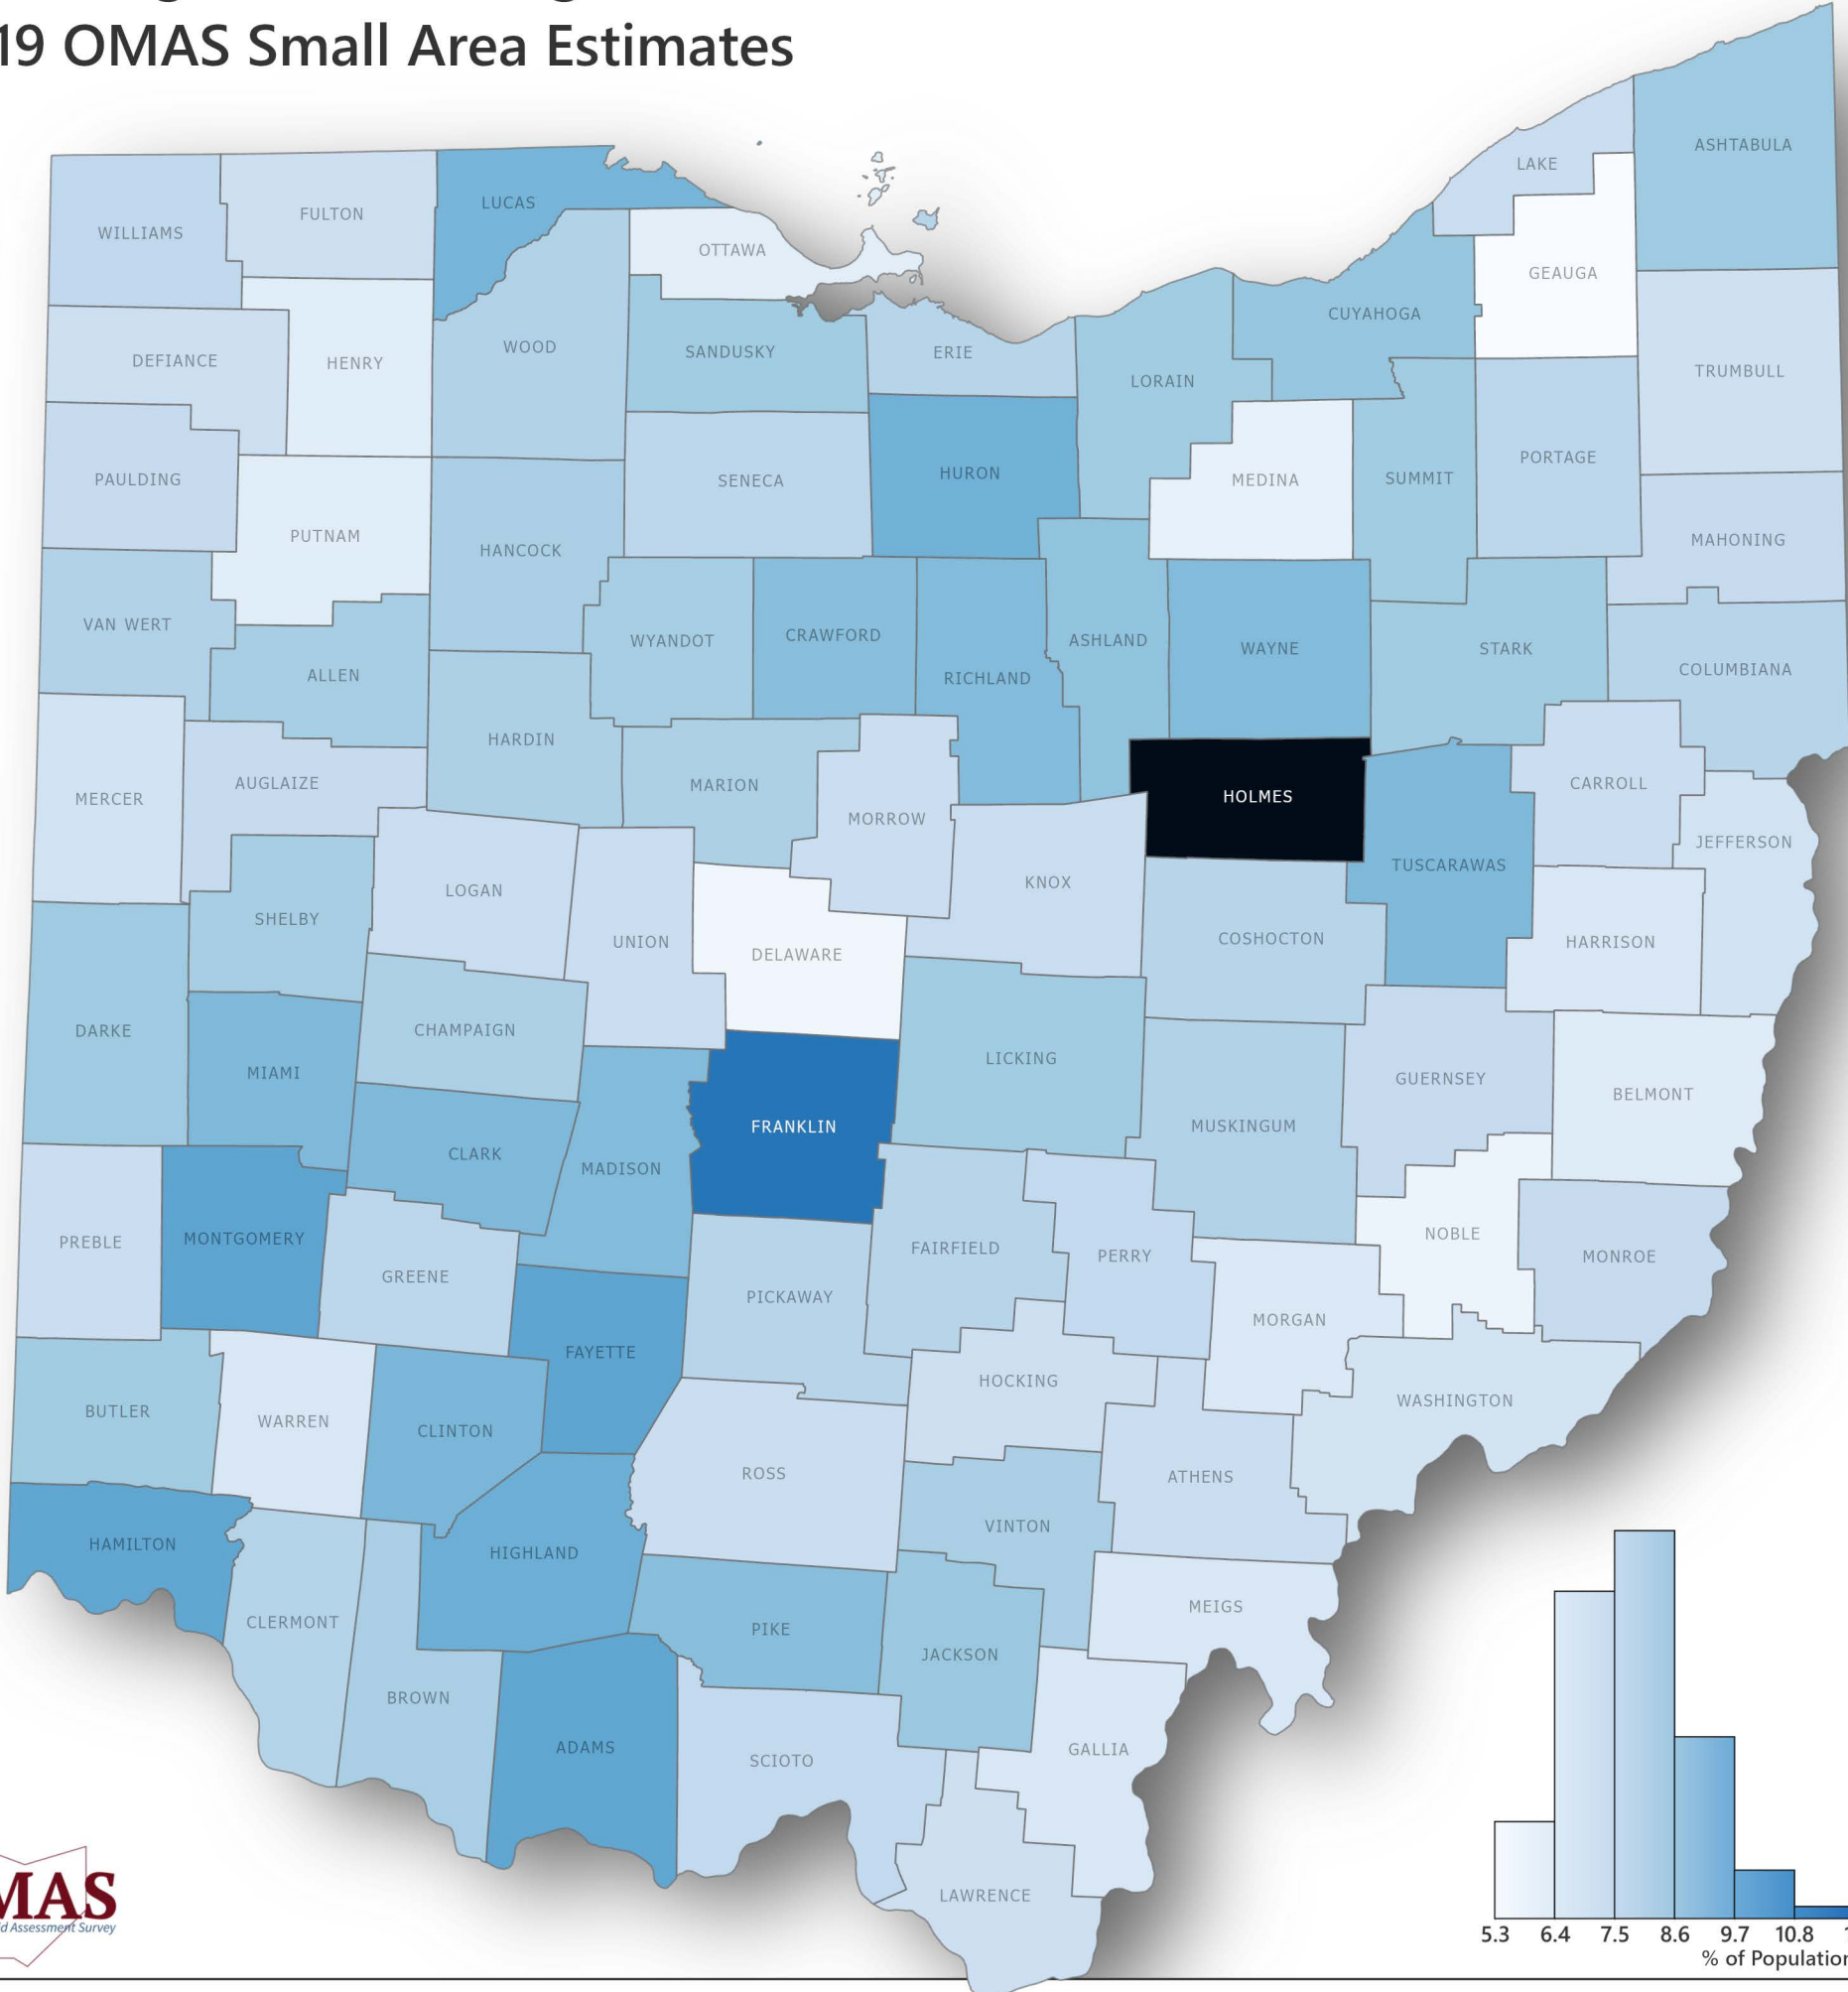 19 OMAS Small Area Estimates
ASHTABULA
LAKE
LUCAS
FULTON
WILLIAMS
OTTAWA
GEAUGA
CUYAHOGA
WOOD
SANDUSKY
ERIE
DEFIANCE
HENRY
TRUMBULL
LORAIN
PORTAGE
HURON
SUMMIT
MEDINA
SENECA
PAULDING
PUTNAM
MAHONING
HANCOCK
VAN WERT
CRAWFORD
ASHLAND
WYANDOT
WAYNE
STARK
COLUMBIANA
ALLEN
RICHLAND
HARDIN
AUGLAIZE
MARION
CARROLL
HOLMES
MERCER
MORROW
JEFFERSON
TUSCARAWAS
KNOX
LOGAN
SHELBY
COSHOCTON
UNION
HARRISON
DELAWARE
CHAMPAIGN
DARKE
LICKING
MIAMI
GUERNSEY
BELMONT
FRANKLIN
MUSKINGUM
CLARK
MADISON
NOBLE
MONTGOMERY
PREBLE
FAIRFIELD
PERRY
MONROE
GREENE
PICKAWAY
MORGAN
FAYETTE
HOCKING
WASHINGTON
BUTLER
WARREN
CLINTON
ROSS
ATHENS
VINTON
HAMILTON
HIGHLAND
MEIGS
CLERMONT
PIKE
JACKSON
BROWN
ADAMS
GALLIA
SCIOTO
LAWRENCE
MAS
d Assessment Survey
5.3 6.4 7.5 8.6 9.7 10.8
% of Population